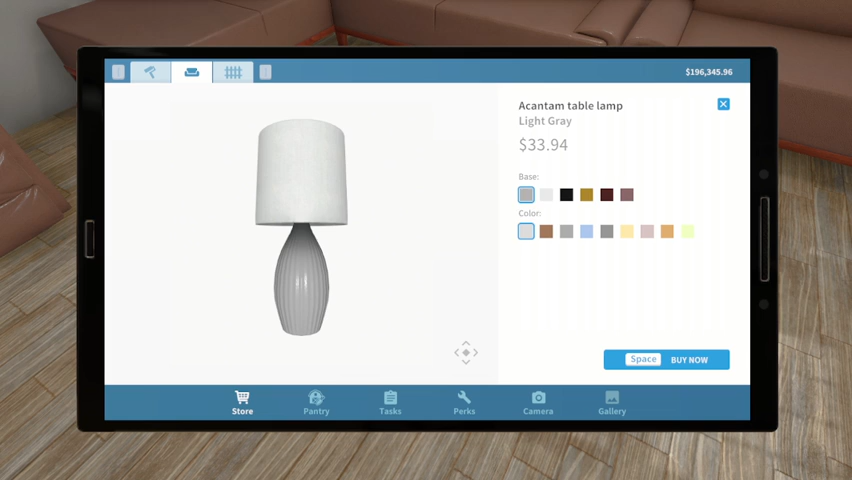 $196,345.96
Acantam table lamp
Light Gray
$33.94
Base:
Color:
Space BUY NOW
Store Pantry Tasks Perks Camera Gallery